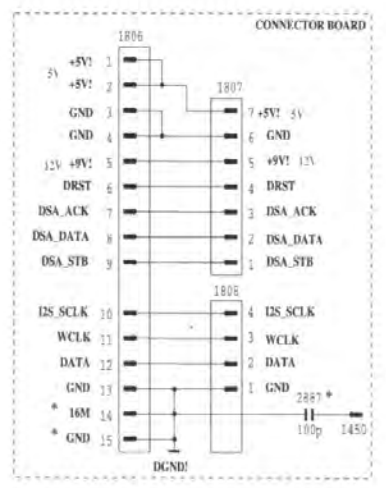 CONNECTOR BOARD
1806
+5V! 1
5V
+5V! 2
1807
GND 3
7 +5V! 5V
GND 4
6 GND
12V +9V! 5
5 +9V! 12V
DRST 6
4 DRST
DSA_ACK 7
3 DSA_ACK
DSA_DATA 8
2 DSA_DATA
DSA_STB 9
1 DSA_STB
1808
I2S_SCLK 10
4 I2S_SCLK
WCLK 11
3 WCLK
DATA 12
2 DATA
GND 13
1 GND
2887 *
* 16M 14
100p 1450
* GND 15
DGND!